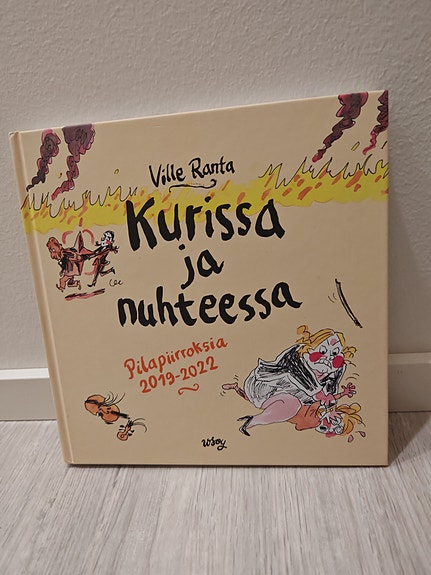 Ville Ranta
Kurissa
ja
nuhteessa
Pilapiirroksia
2019-2022
wsoy